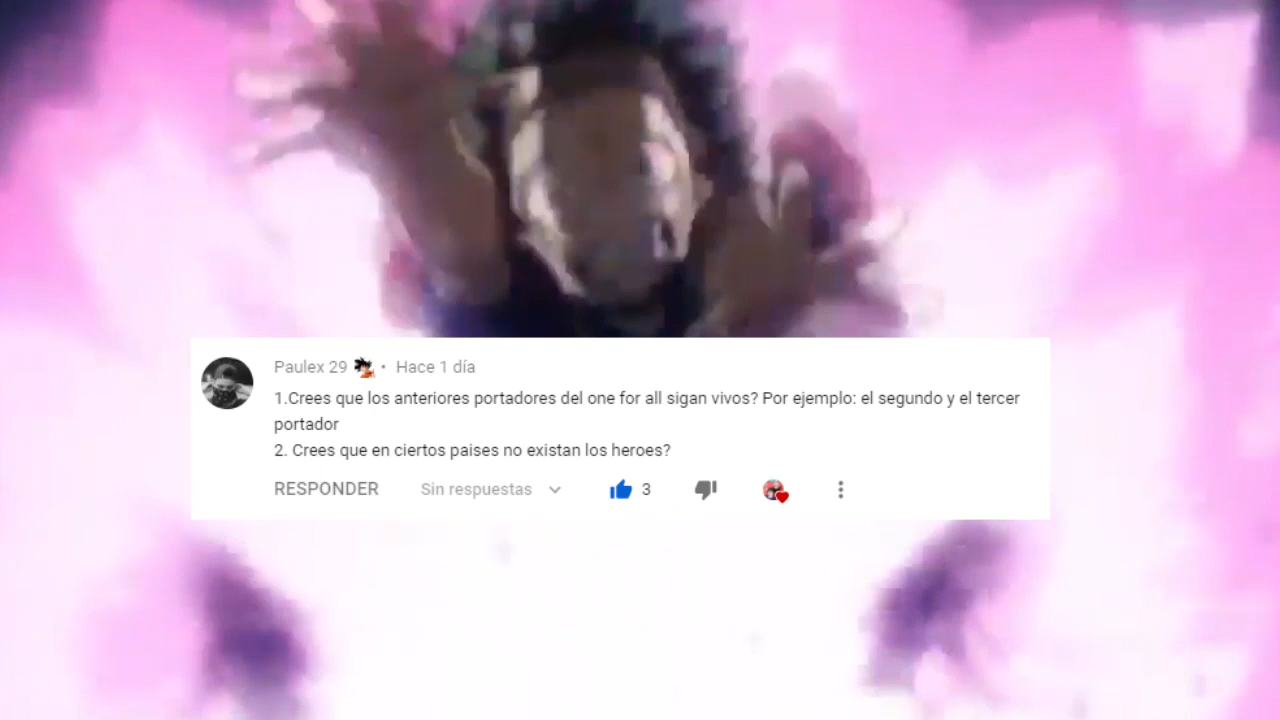 Paulex 29 • Hace 1 día
1.Crees que los anteriores portadores del one for all sigan vivos? Por ejemplo: el segundo y el tercer
portador
2. Crees que en ciertos paises no existan los heroes?
RESPONDER Sin respuestas 3